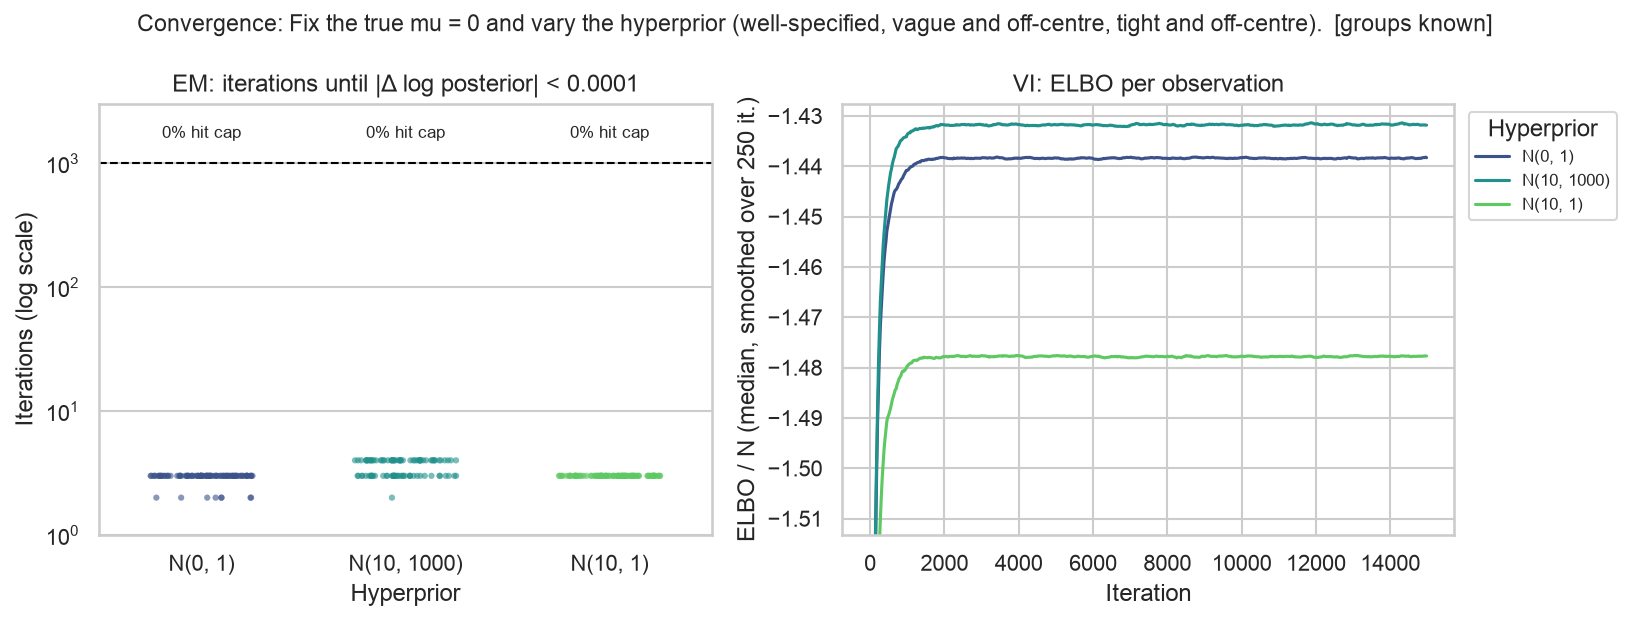 Convergence: Fix the true mu = 0 and vary the hyperprior (well-specified, vague and off-centre, tight and off-centre).  [groups known]
EM: iterations until |Δ log posterior| < 0.0001
0% hit cap
0% hit cap
0% hit cap
Iterations (log scale)
10³
10²
10¹
10⁰
N(0, 1)
N(10, 1000)
N(10, 1)
Hyperprior
VI: ELBO per observation
ELBO / N (median, smoothed over 250 it.)
−1.43
−1.44
−1.45
−1.46
−1.47
−1.48
−1.49
−1.50
−1.51
0
2000
4000
6000
8000
10000
12000
14000
Iteration
Hyperprior
N(0, 1)
N(10, 1000)
N(10, 1)